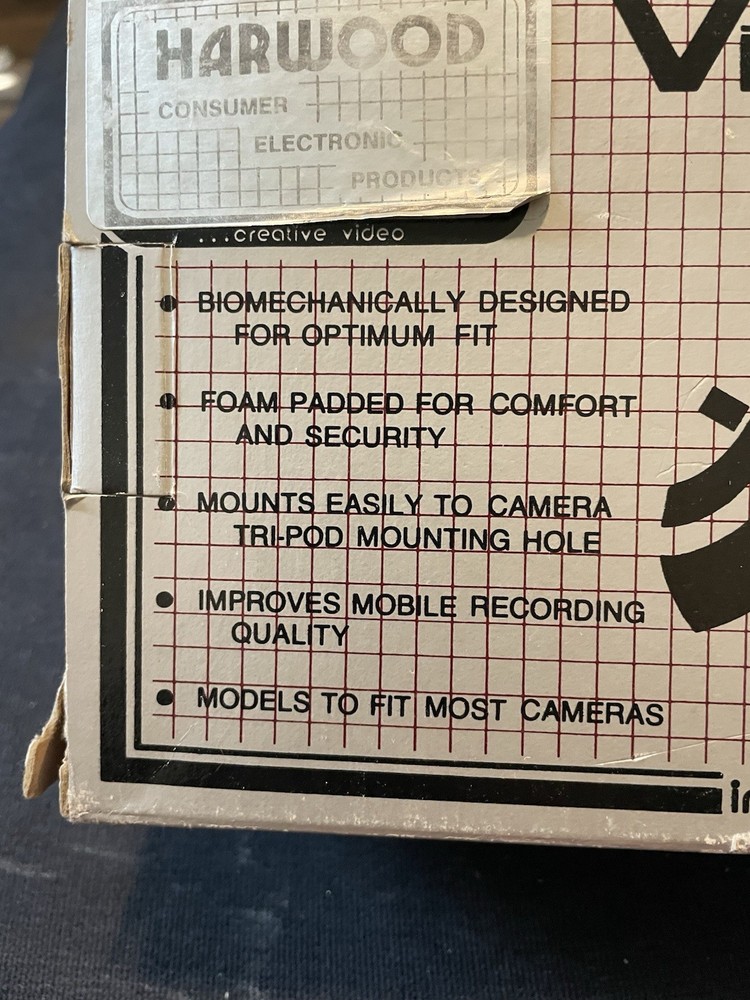 HARWOOD
CONSUMER
ELECTRONIC
PRODUCTS
...creative video
• BIOMECHANICALLY DESIGNED
FOR OPTIMUM FIT
• FOAM PADDED FOR COMFORT
AND SECURITY
• MOUNTS EASILY TO CAMERA
TRI-POD MOUNTING HOLE
• IMPROVES MOBILE RECORDING
QUALITY
• MODELS TO FIT MOST CAMERAS